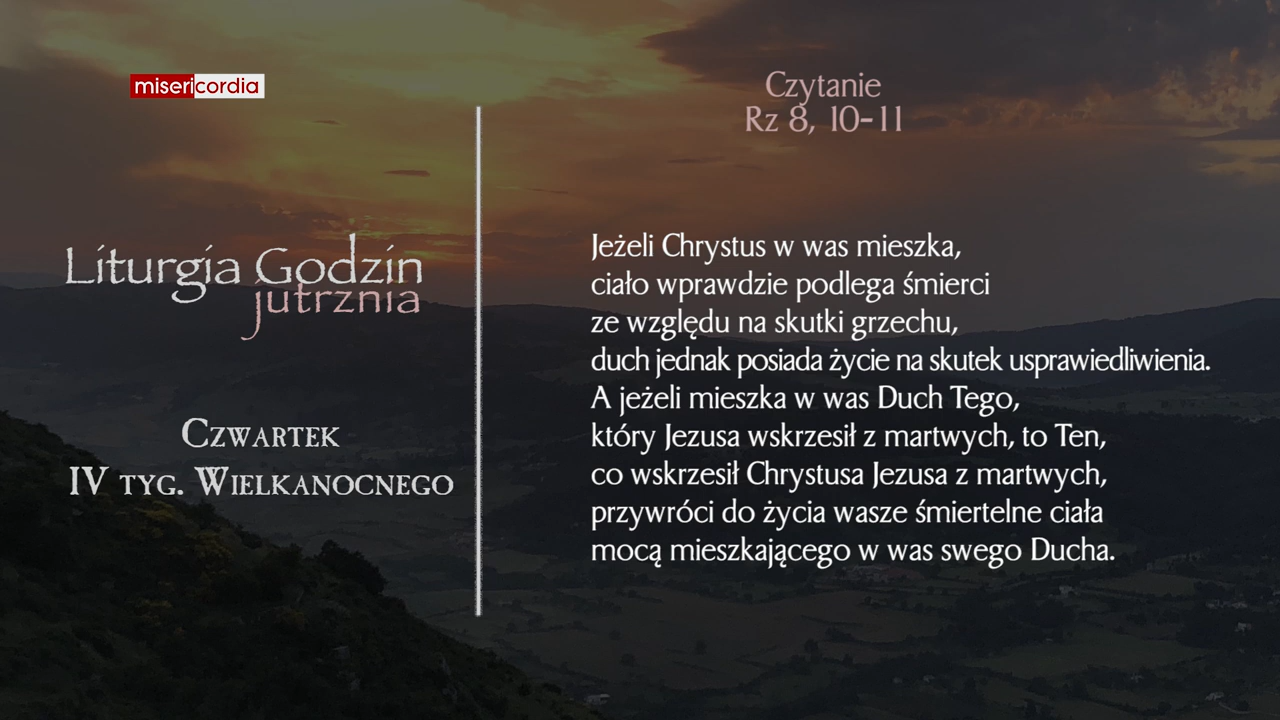 misericordia
Liturgia Godzin
jutrznia
Czwartek
IV tyg. Wielkanocnego
Czytanie
Rz 8, 10-11
Jeżeli Chrystus w was mieszka,
ciało wprawdzie podlega śmierci
ze względu na skutki grzechu,
duch jednak posiada życie na skutek usprawiedliwienia.
A jeżeli mieszka w was Duch Tego,
który Jezusa wskrzesił z martwych, to Ten,
co wskrzesił Chrystusa Jezusa z martwych,
przywróci do życia wasze śmiertelne ciała
mocą mieszkającego w was swego Ducha.